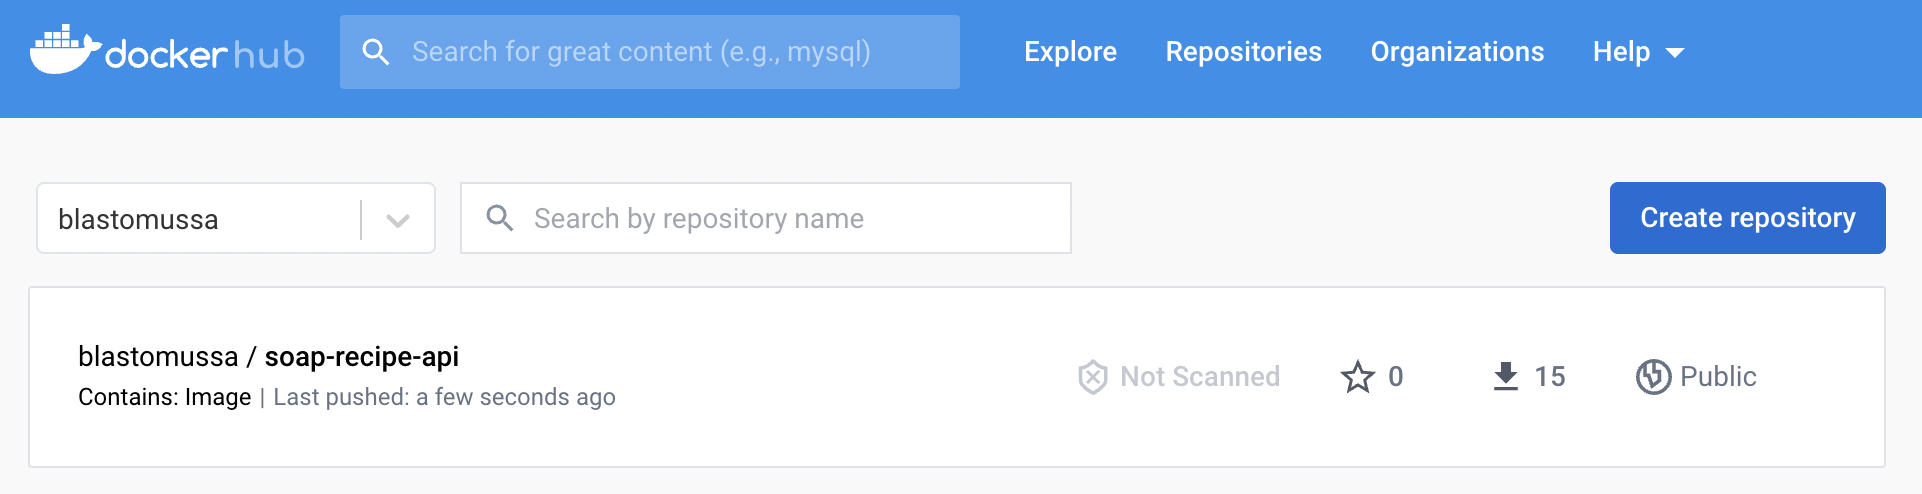 docker hub
Search for great content (e.g., mysql)
Explore
Repositories
Organizations
Help
blastomussa
Search by repository name
Create repository
blastomussa / soap-recipe-api
Contains: Image | Last pushed: a few seconds ago
Not Scanned
0
15
Public